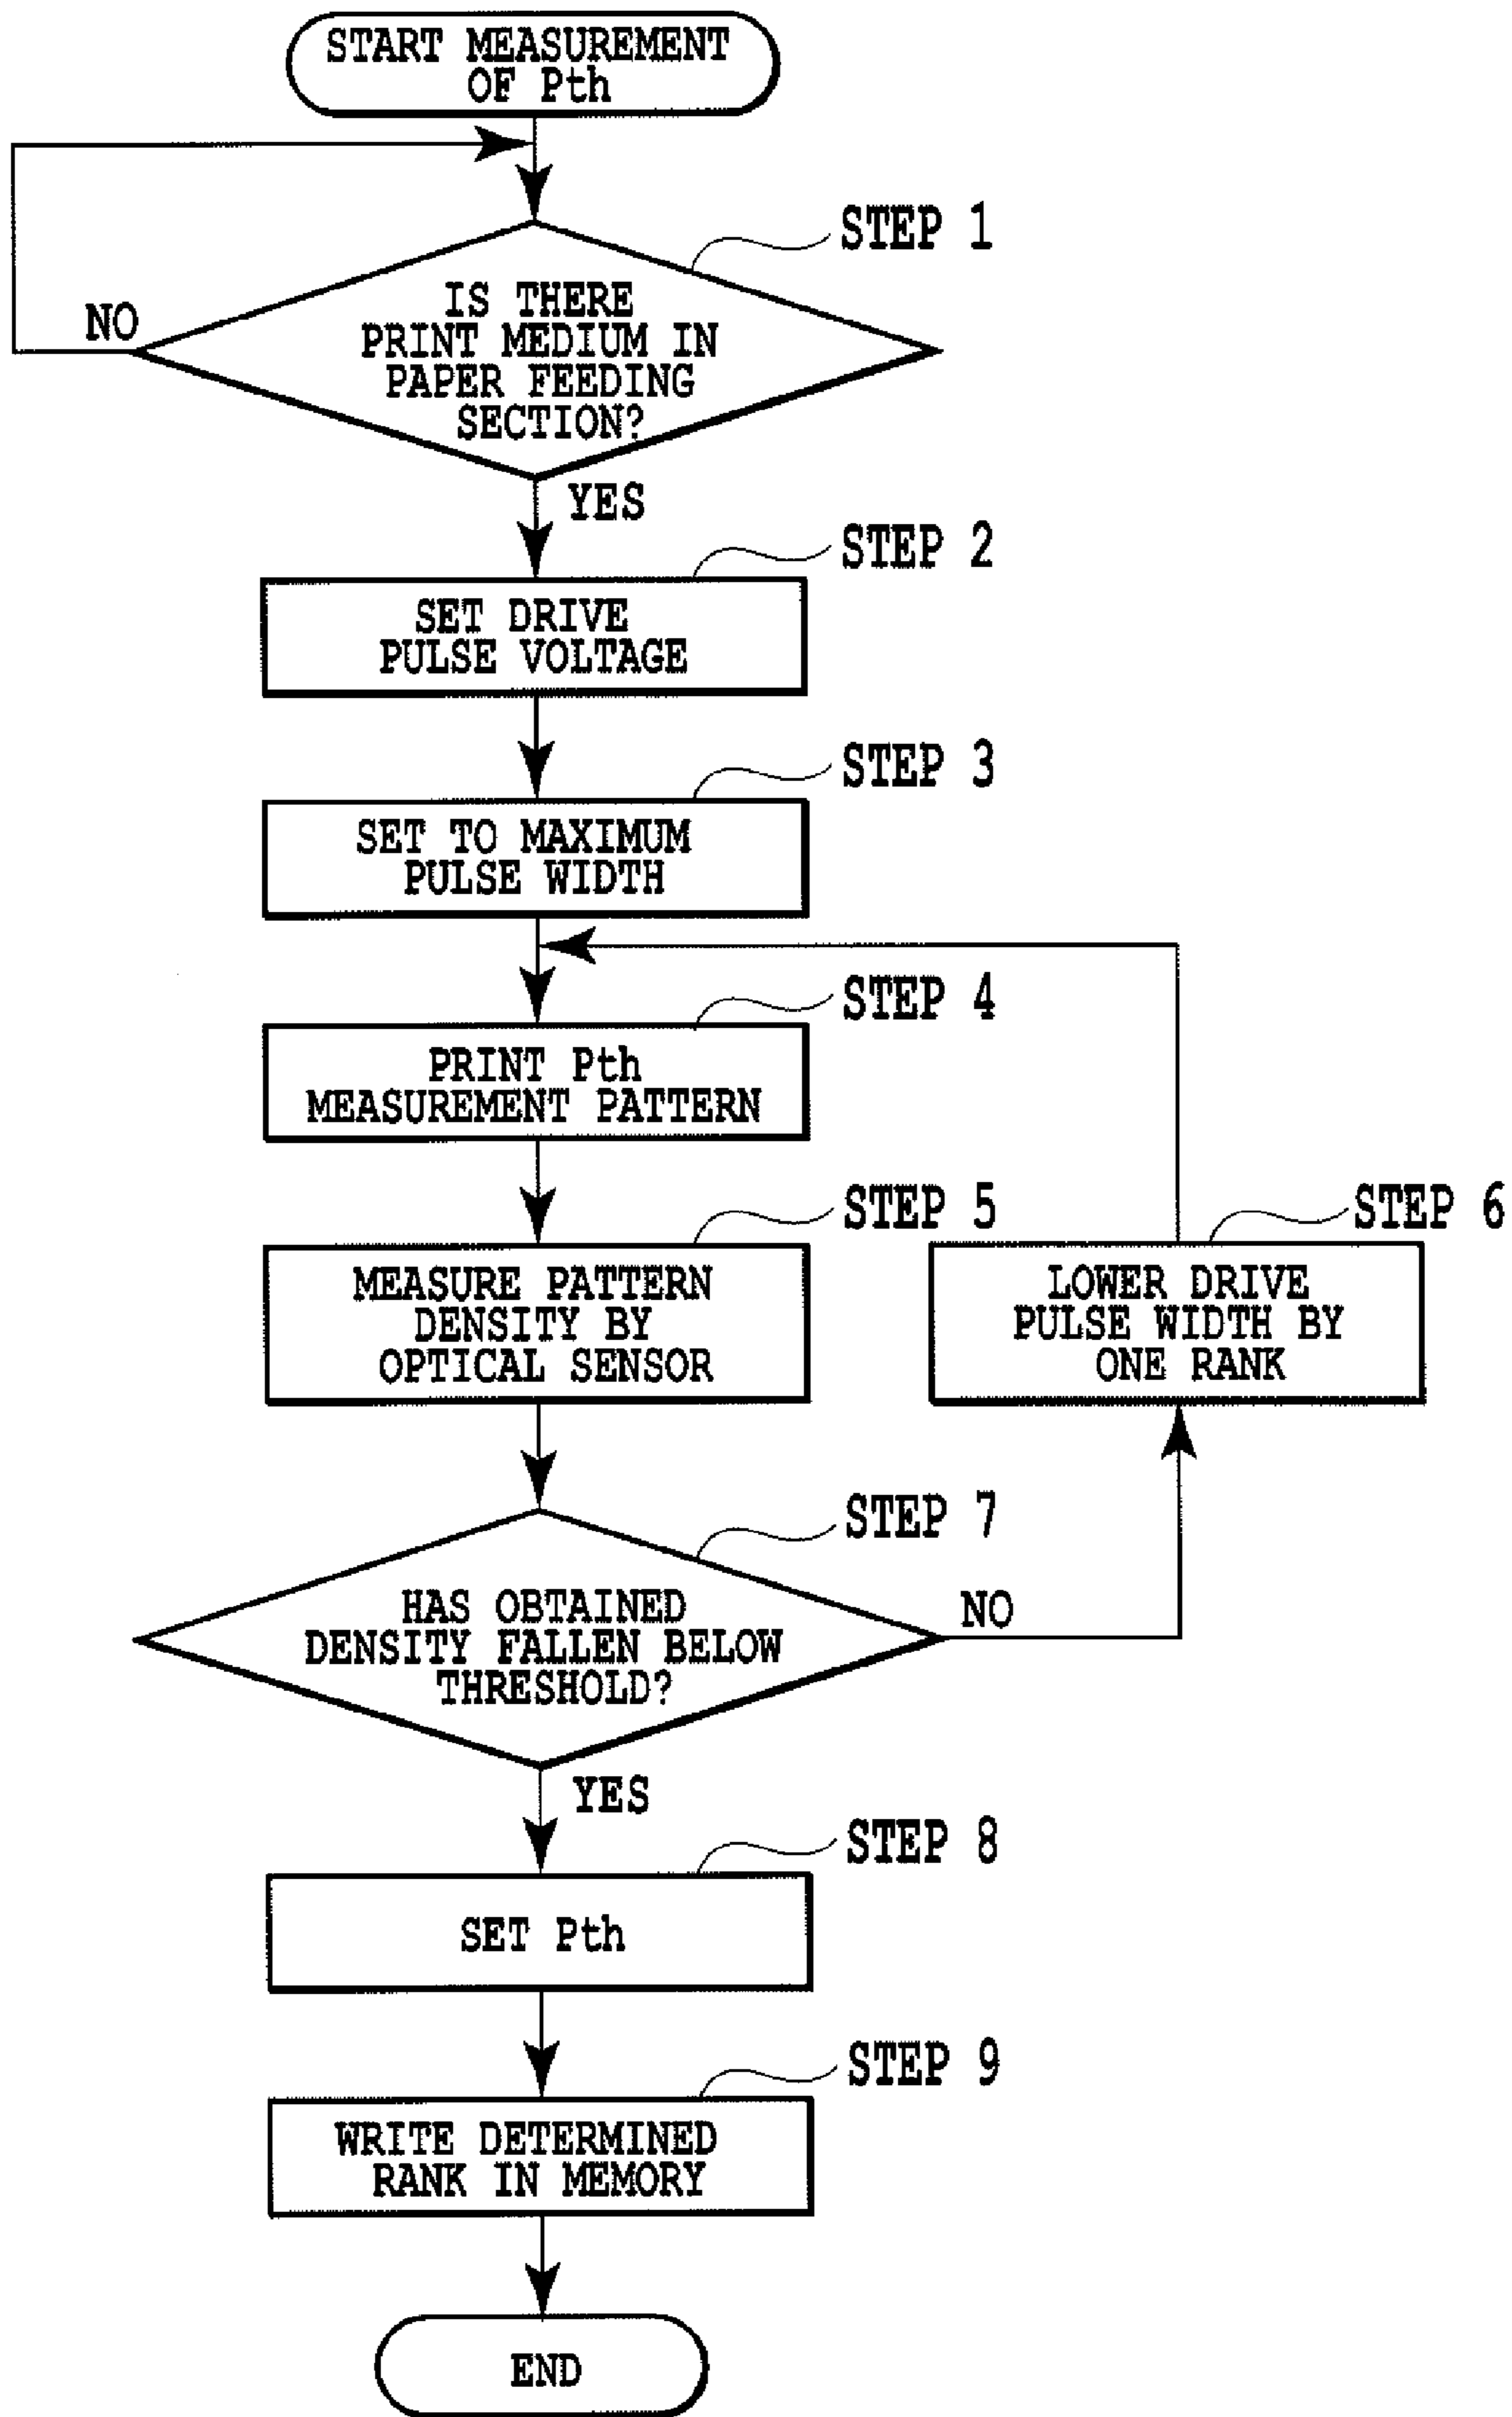 START MEASUREMENT
OF Pth
STEP 1
IS THERE
PRINT MEDIUM IN
PAPER FEEDING
SECTION?
NO
YES
STEP 2
SET DRIVE
PULSE VOLTAGE
STEP 3
SET TO MAXIMUM
PULSE WIDTH
STEP 4
PRINT Pth
MEASUREMENT PATTERN
STEP 5
MEASURE PATTERN
DENSITY BY
OPTICAL SENSOR
STEP 6
LOWER DRIVE
PULSE WIDTH BY
ONE RANK
STEP 7
HAS OBTAINED
DENSITY FALLEN BELOW
THRESHOLD?
NO
YES
STEP 8
SET Pth
STEP 9
WRITE DETERMINED
RANK IN MEMORY
END